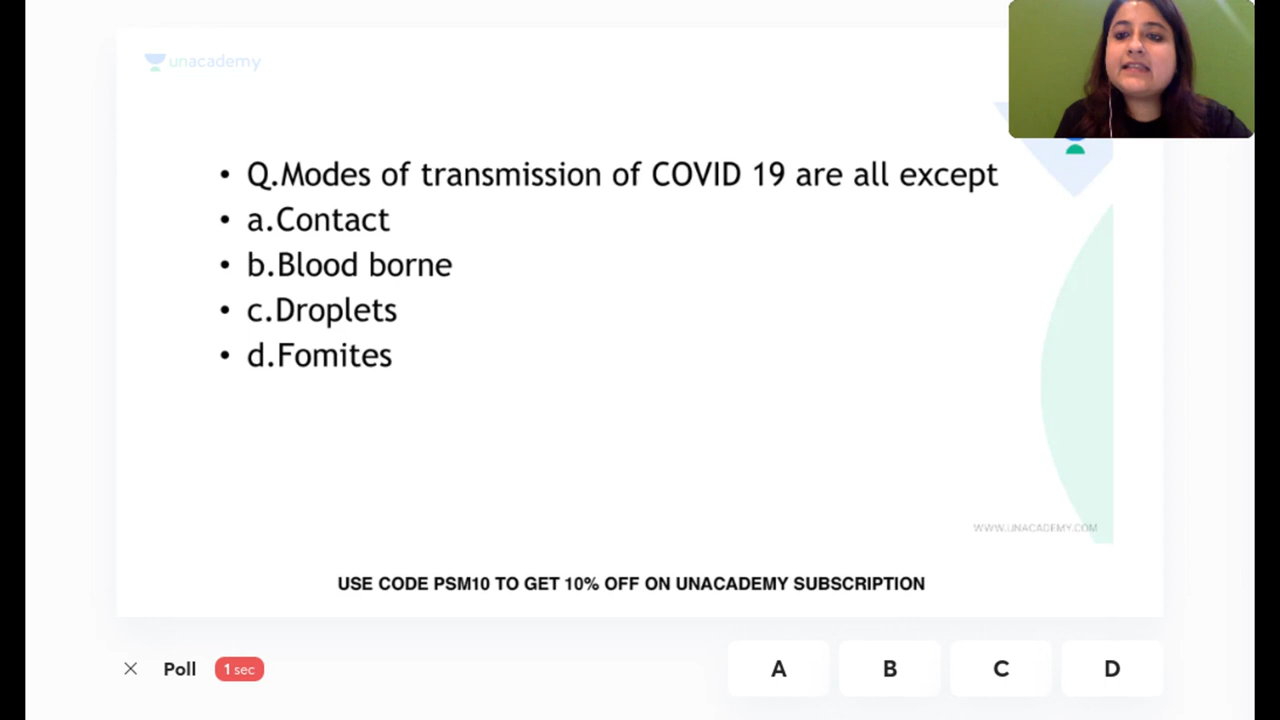 unacademy
• Q.Modes of transmission of COVID 19 are all except
• a.Contact
• b.Blood borne
• c.Droplets
• d.Fomites
WWW.UNACADEMY.COM
USE CODE PSM10 TO GET 10% OFF ON UNACADEMY SUBSCRIPTION
× Poll 1 sec A B C D